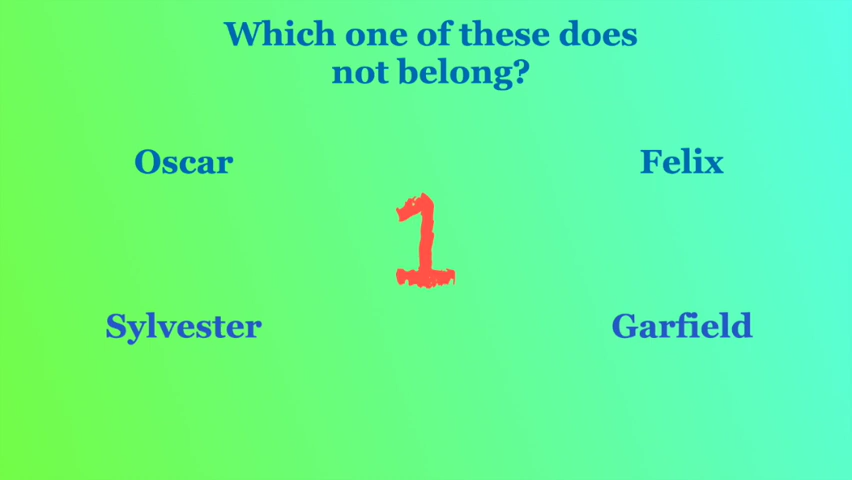 Which one of these does
not belong?
Oscar
Felix
1
Sylvester
Garfield